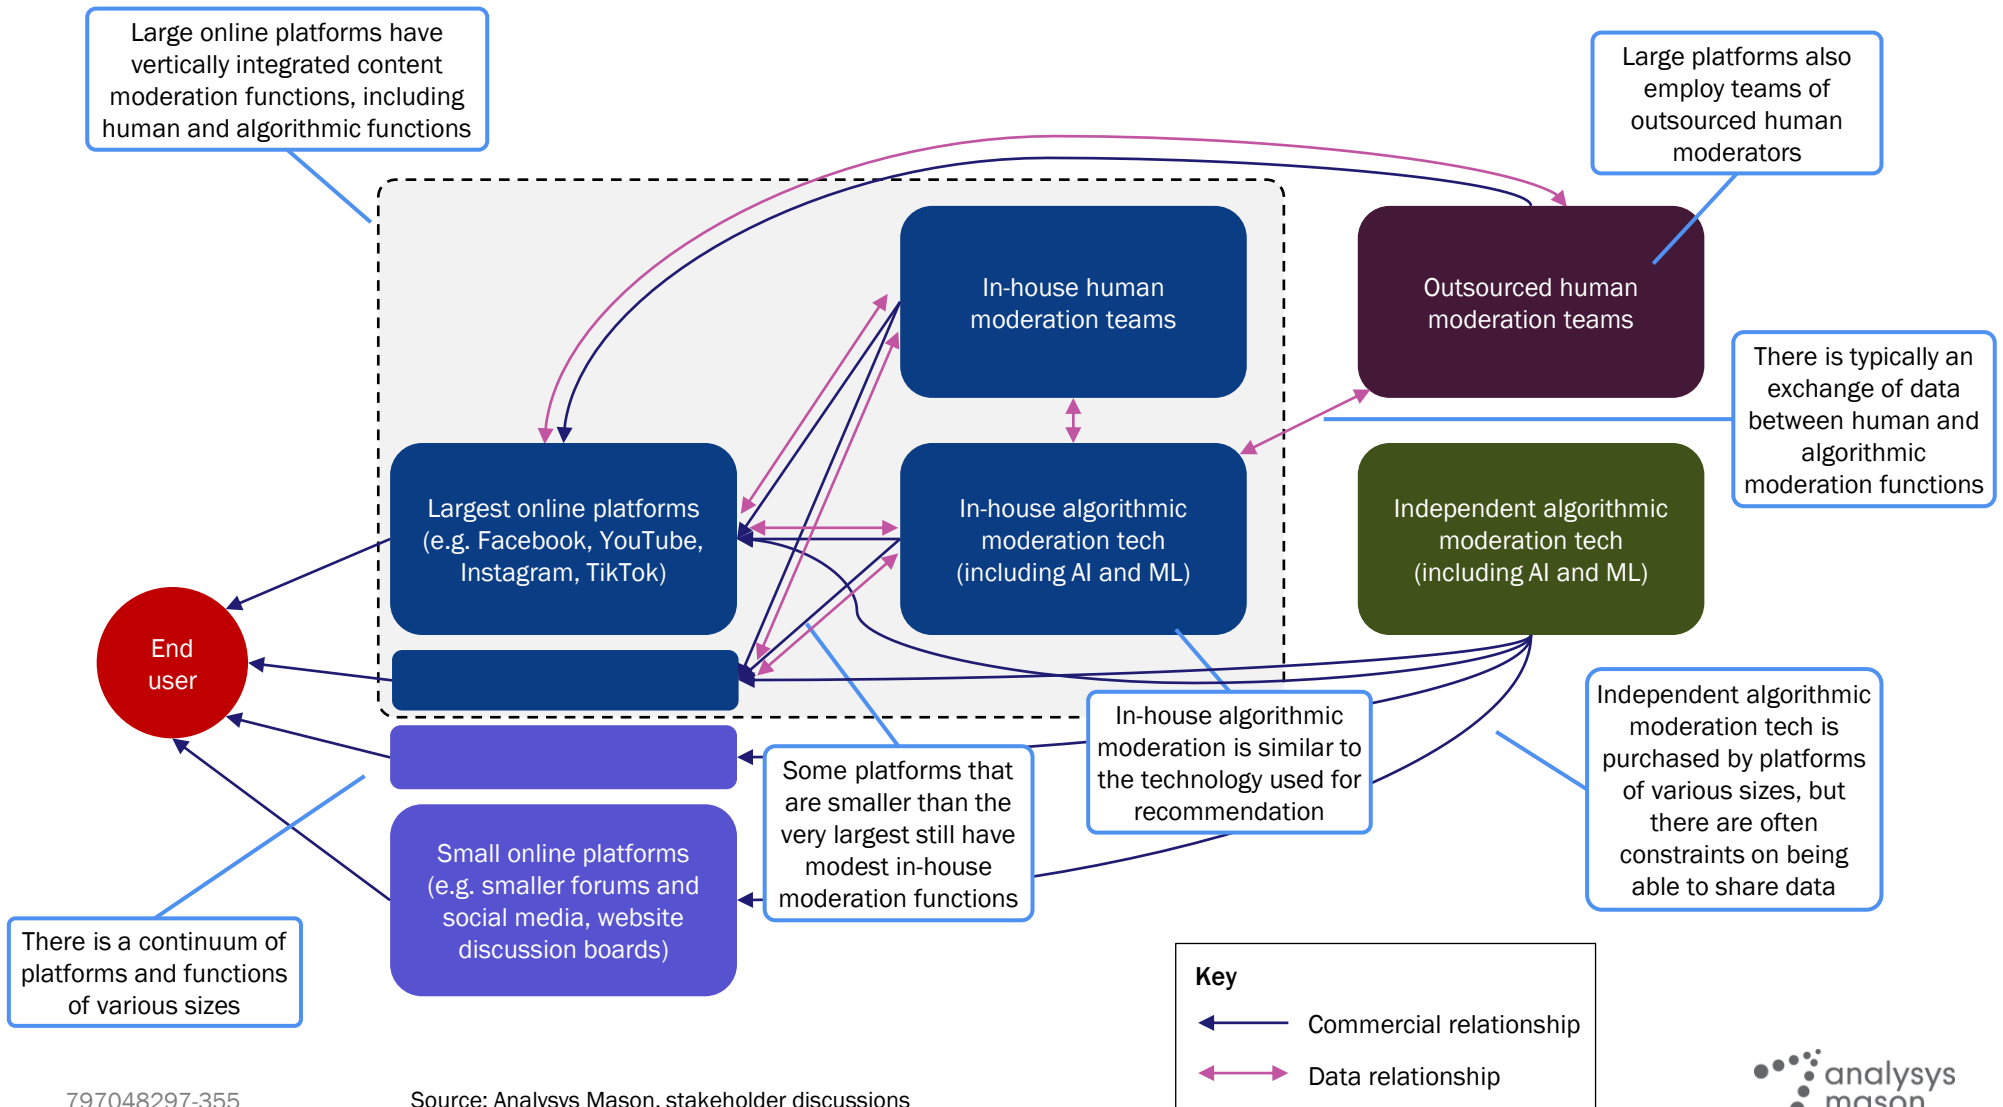 Large online platforms have
vertically integrated content
moderation functions, including
human and algorithmic functions
Large platforms also
employ teams of
outsourced human
moderators
In-house human
moderation teams
Outsourced human
moderation teams
There is typically an
exchange of data
between human and
algorithmic
moderation functions
Largest online platforms
(e.g. Facebook, YouTube,
Instagram, TikTok)
In-house algorithmic
moderation tech
(including AI and ML)
Independent algorithmic
moderation tech
(including AI and ML)
End
user
In-house algorithmic
moderation is similar to
the technology used for
recommendation
Independent algorithmic
moderation tech is
purchased by platforms
of various sizes, but
there are often
constraints on being
able to share data
Some platforms that
are smaller than the
very largest still have
modest in-house
moderation functions
Small online platforms
(e.g. smaller forums and
social media, website
discussion boards)
There is a continuum of
platforms and functions
of various sizes
Key
Commercial relationship
Data relationship
797048297-355
Source: Analysys Mason, stakeholder discussions
analysys
mason